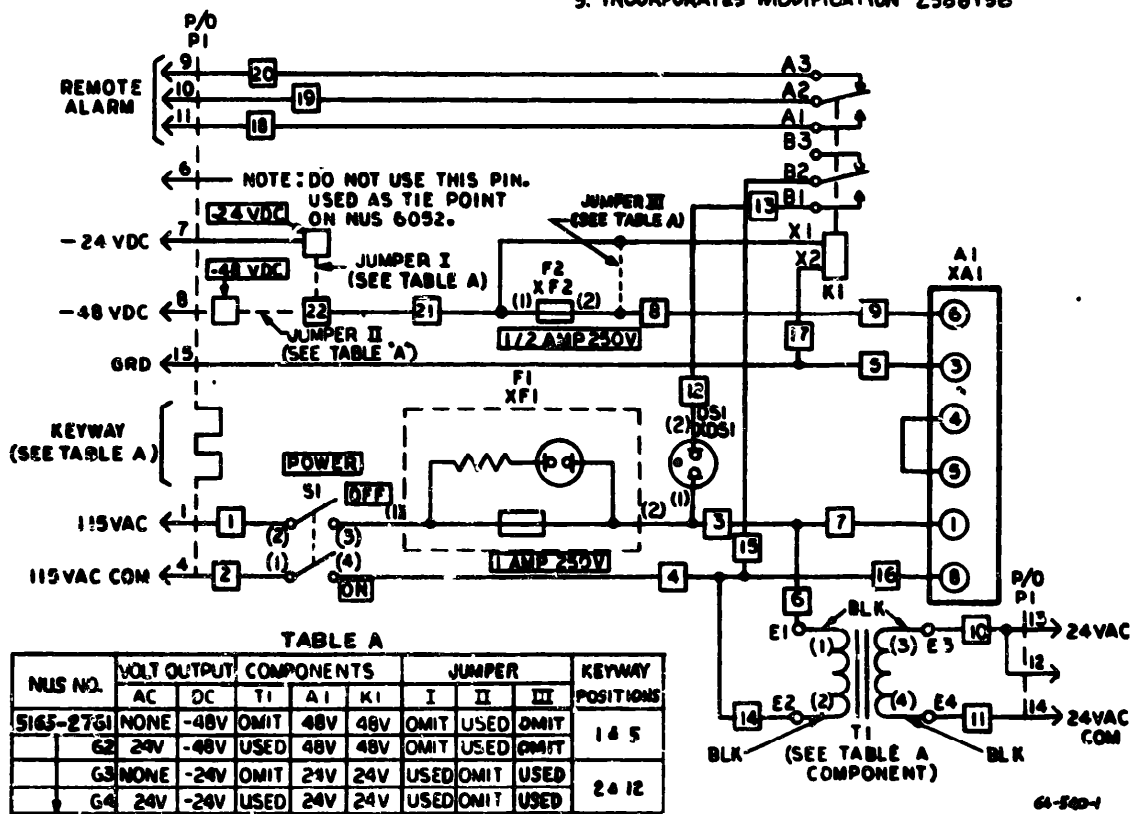 5. INCORPORATES MODIFICATION
P/O
P1
9
20
A3
REMOTE
ALARM
10
19
A2
11
18
A1
B3
6
NOTE: DO NOT USE THIS PIN.
USED AS TIE POINT
ON NUS 6052.
JUMPER III
(SEE TABLE A)
B2
13
B1
-24 VDC
7
-24 VDC
JUMPER I
(SEE TABLE A)
X1
X2
K1
A1
XA1
-48 VDC
F2
XF2
-48 VDC
8
22
21
(1)
(2)
8
9
6
JUMPER II
(SEE TABLE "A")
1/2 AMP 250V
17
GRD
15
5
3
F1
XF1
12
DS1
XDS1
(2)
4
KEYWAY
(SEE TABLE A)
POWER
5
S1
OFF
(1)
(2)
(1)
115VAC
1
1
(2)
(3)
3
7
1
1 AMP 250V
15
115 VAC COM
4
2
(1)
(4)
ON
4
16
8
6
BLK
P/O
P1
E1
(1)
(3)
E3
10
13
24VAC
12
14
E2
(2)
(4)
E4
11
14
24VAC
COM
BLK
T1
(SEE TABLE A
COMPONENT)
BLK
TABLE A
NUS NO.
VOLT OUTPUT
COMPONENTS
JUMPER
KEYWAY
POSITIONS
AC DC T1 A1 K1 I II III
5165-27G1 NONE -48V OMIT 48V 48V OMIT USED OMIT
1 & 5
G2 24V -48V USED 48V 48V OMIT USED OMIT
G3 NONE -24V OMIT 24V 24V USED OMIT USED
2 & 12
G4 24V -24V USED 24V 24V USED OMIT USED
64-540-1